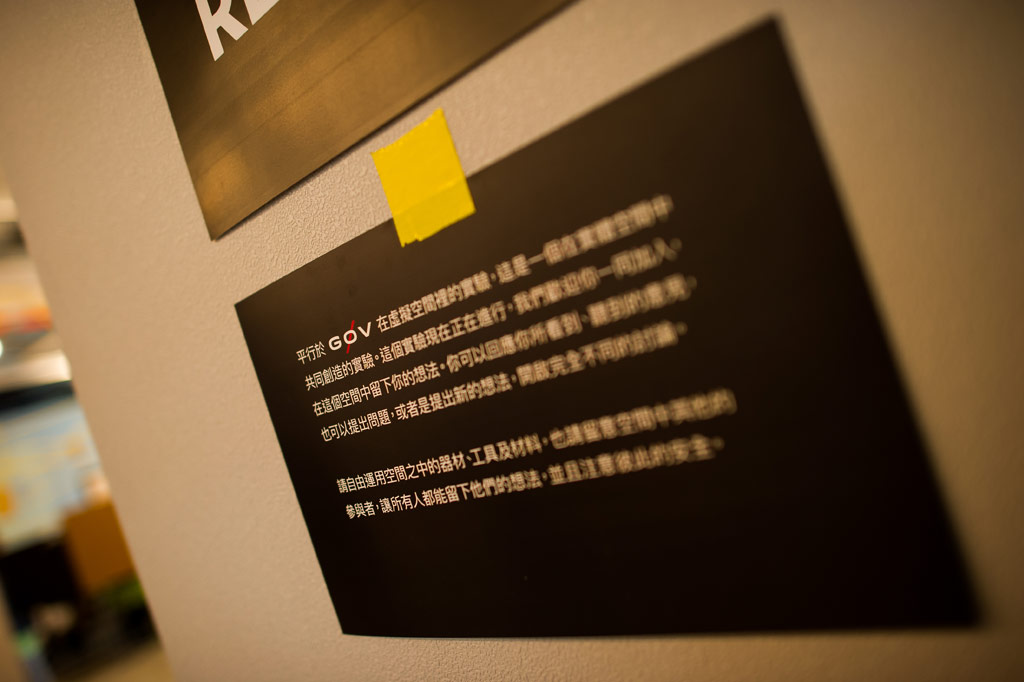 RE
平行於 GØV 在虛擬空間裡的實驗,這是一個在實體空間中
共同創造的實驗。這個實驗現在正在進行,我們歡迎你一同加入,
在這個空間中留下你的想法。你可以回應你所看到、聽到的意見,
也可以提出問題,或者是提出新的想法,開啟完全不同的討論。
請自由運用空間之中的器材、工具及材料,也請留意空間中其他的
參與者,讓所有人都能留下他們的想法,並且注意彼此的安全。